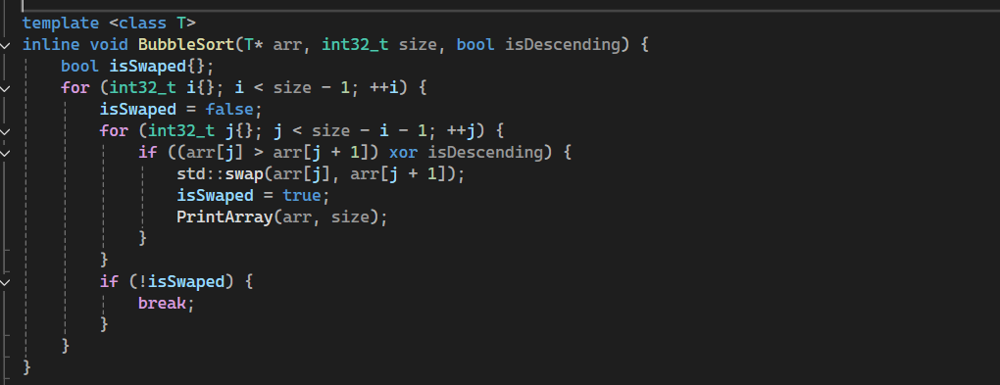 template <class T>
inline void BubbleSort(T* arr, int32_t size, bool isDescending) {
    bool isSwaped{};
    for (int32_t i{}; i < size - 1; ++i) {
        isSwaped = false;
        for (int32_t j{}; j < size - i - 1; ++j) {
            if ((arr[j] > arr[j + 1]) xor isDescending) {
                std::swap(arr[j], arr[j + 1]);
                isSwaped = true;
                PrintArray(arr, size);
            }
        }
        if (!isSwaped) {
            break;
        }
    }
}